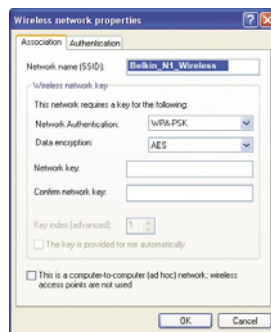 Wireless network properties
Association
Authentication
Network name (SSID):
Belkin_N1_Wireless
Wireless network key
This network requires a key for the following:
Network Authentication:
WPA-PSK
Data encryption:
AES
Network key:
Confirm network key:
Key index (advanced):
1
The key is provided for me automatically
This is a computer-to-computer (ad hoc) network; wireless
access points are not used
OK
Cancel